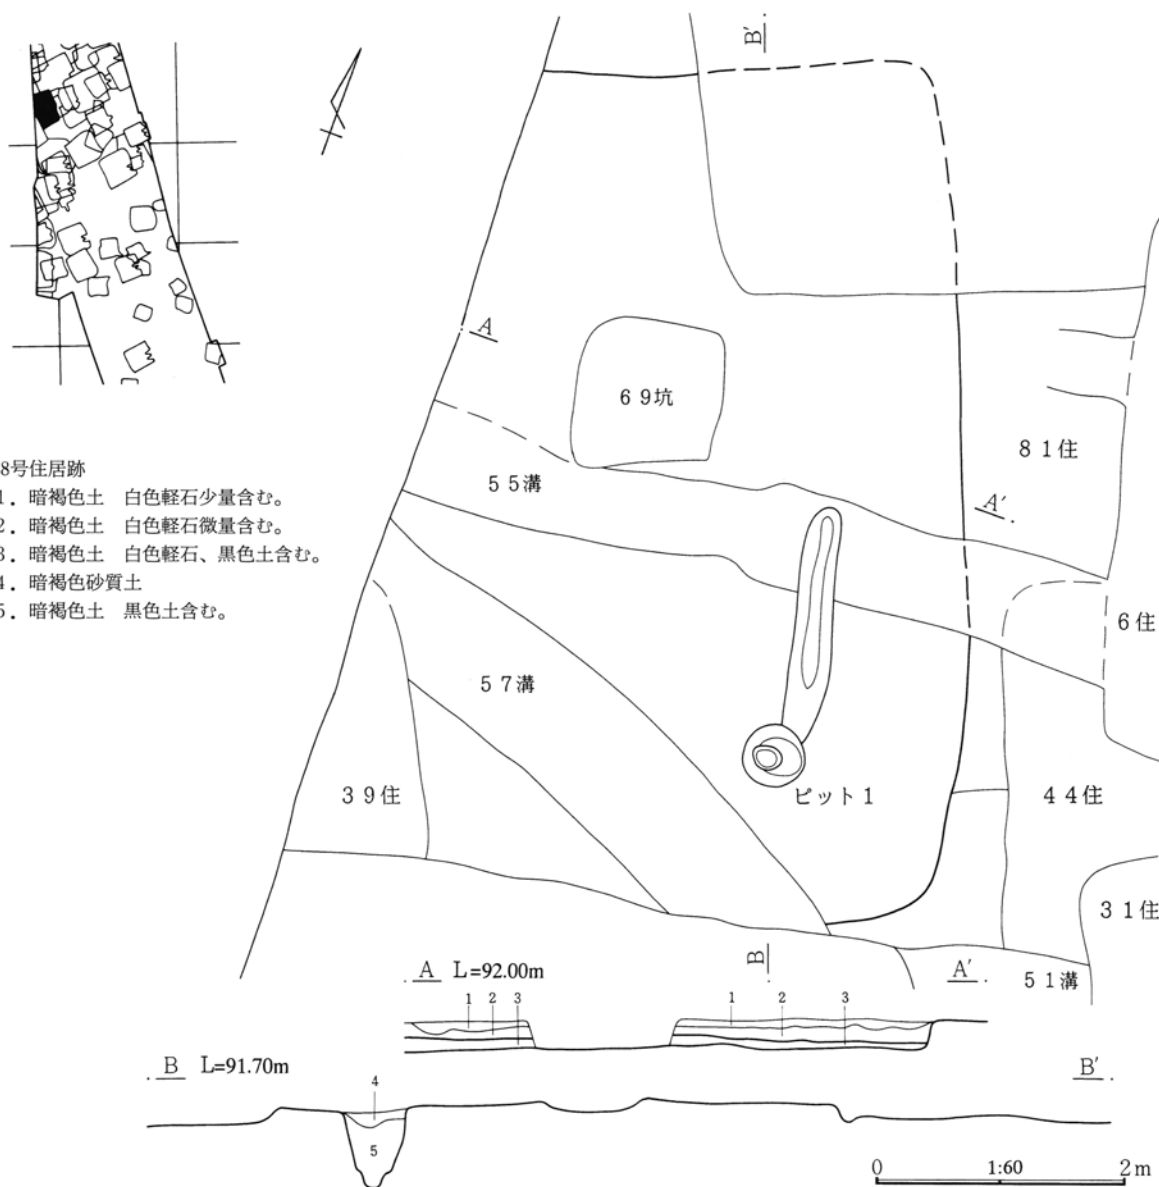 B'
8号住居跡
1．暗褐色土　白色軽石少量含む。
2．暗褐色土　白色軽石微量含む。
3．暗褐色土　白色軽石、黒色土含む。
4．暗褐色砂質土
5．暗褐色土　黒色土含む。
A
69坑
81住
55溝
A'
6住
57溝
39住
ピット1
44住
31住
B
A L=92.00m
A'
51溝
1 2 3
1 2 3
B L=91.70m
B'
4
5
0 1:60 2m